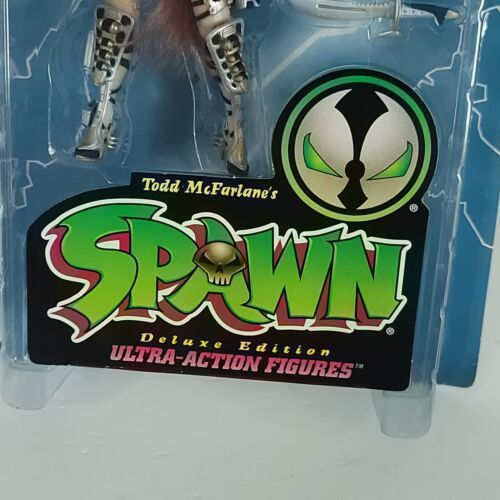 Todd McFarlane's
SPAWN®
Deluxe Edition
ULTRA-ACTION FIGURES™
®